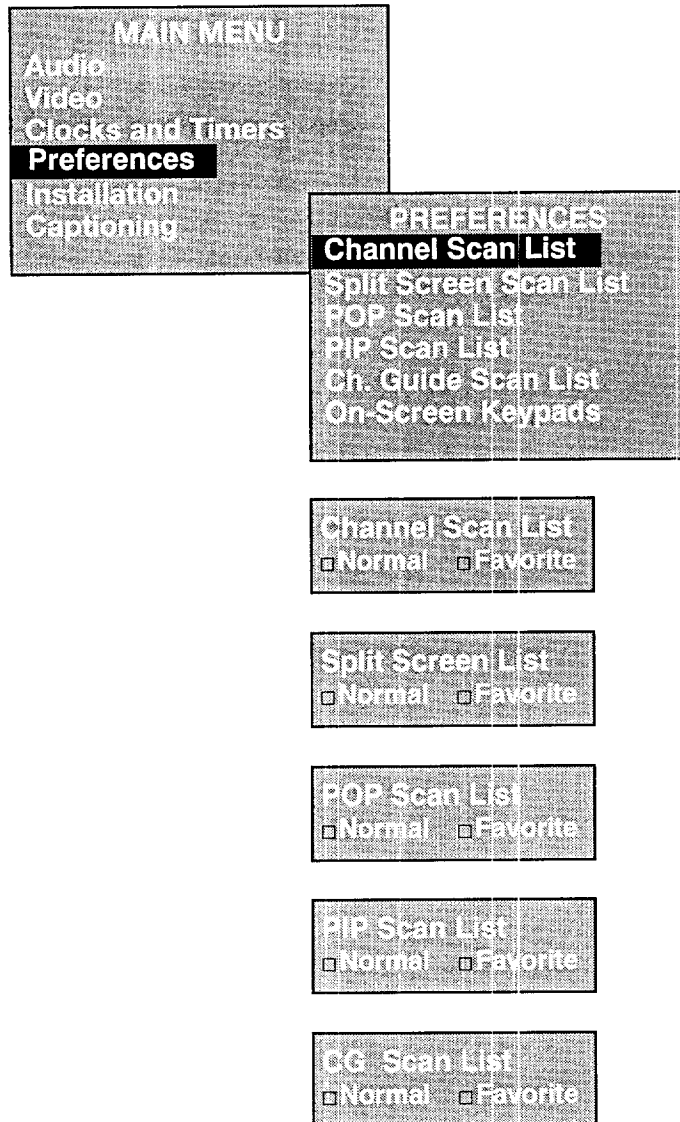 MAIN MENU
Audio
Video
Clocks and Timers
Preferences
Installation
Captioning
PREFERENCES
Channel Scan List
Split Screen Scan List
POP Scan List
PIP Scan List
Ch. Guide Scan List
On-Screen Keypads
Channel Scan List
□Normal □Favorite
Split Screen List
□Normal □Favorite
POP Scan List
□Normal □Favorite
PIP Scan List
□Normal □Favorite
CG Scan List
□Normal □Favorite